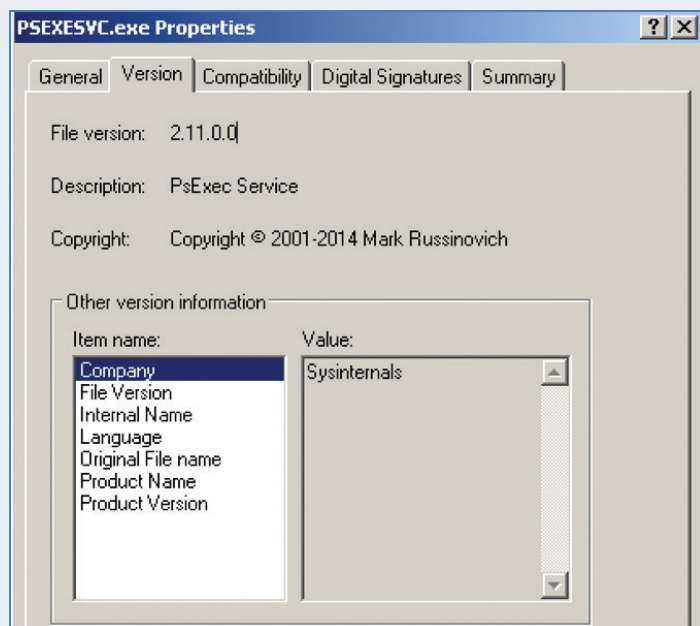 PSEXESVC.exe Properties
? X
General Version Compatibility Digital Signatures Summary
File version: 2.11.0.0
Description: PsExec Service
Copyright: Copyright © 2001-2014 Mark Russinovich
Other version information
Item name: Value:
Company Sysinternals
File Version
Internal Name
Language
Original File name
Product Name
Product Version